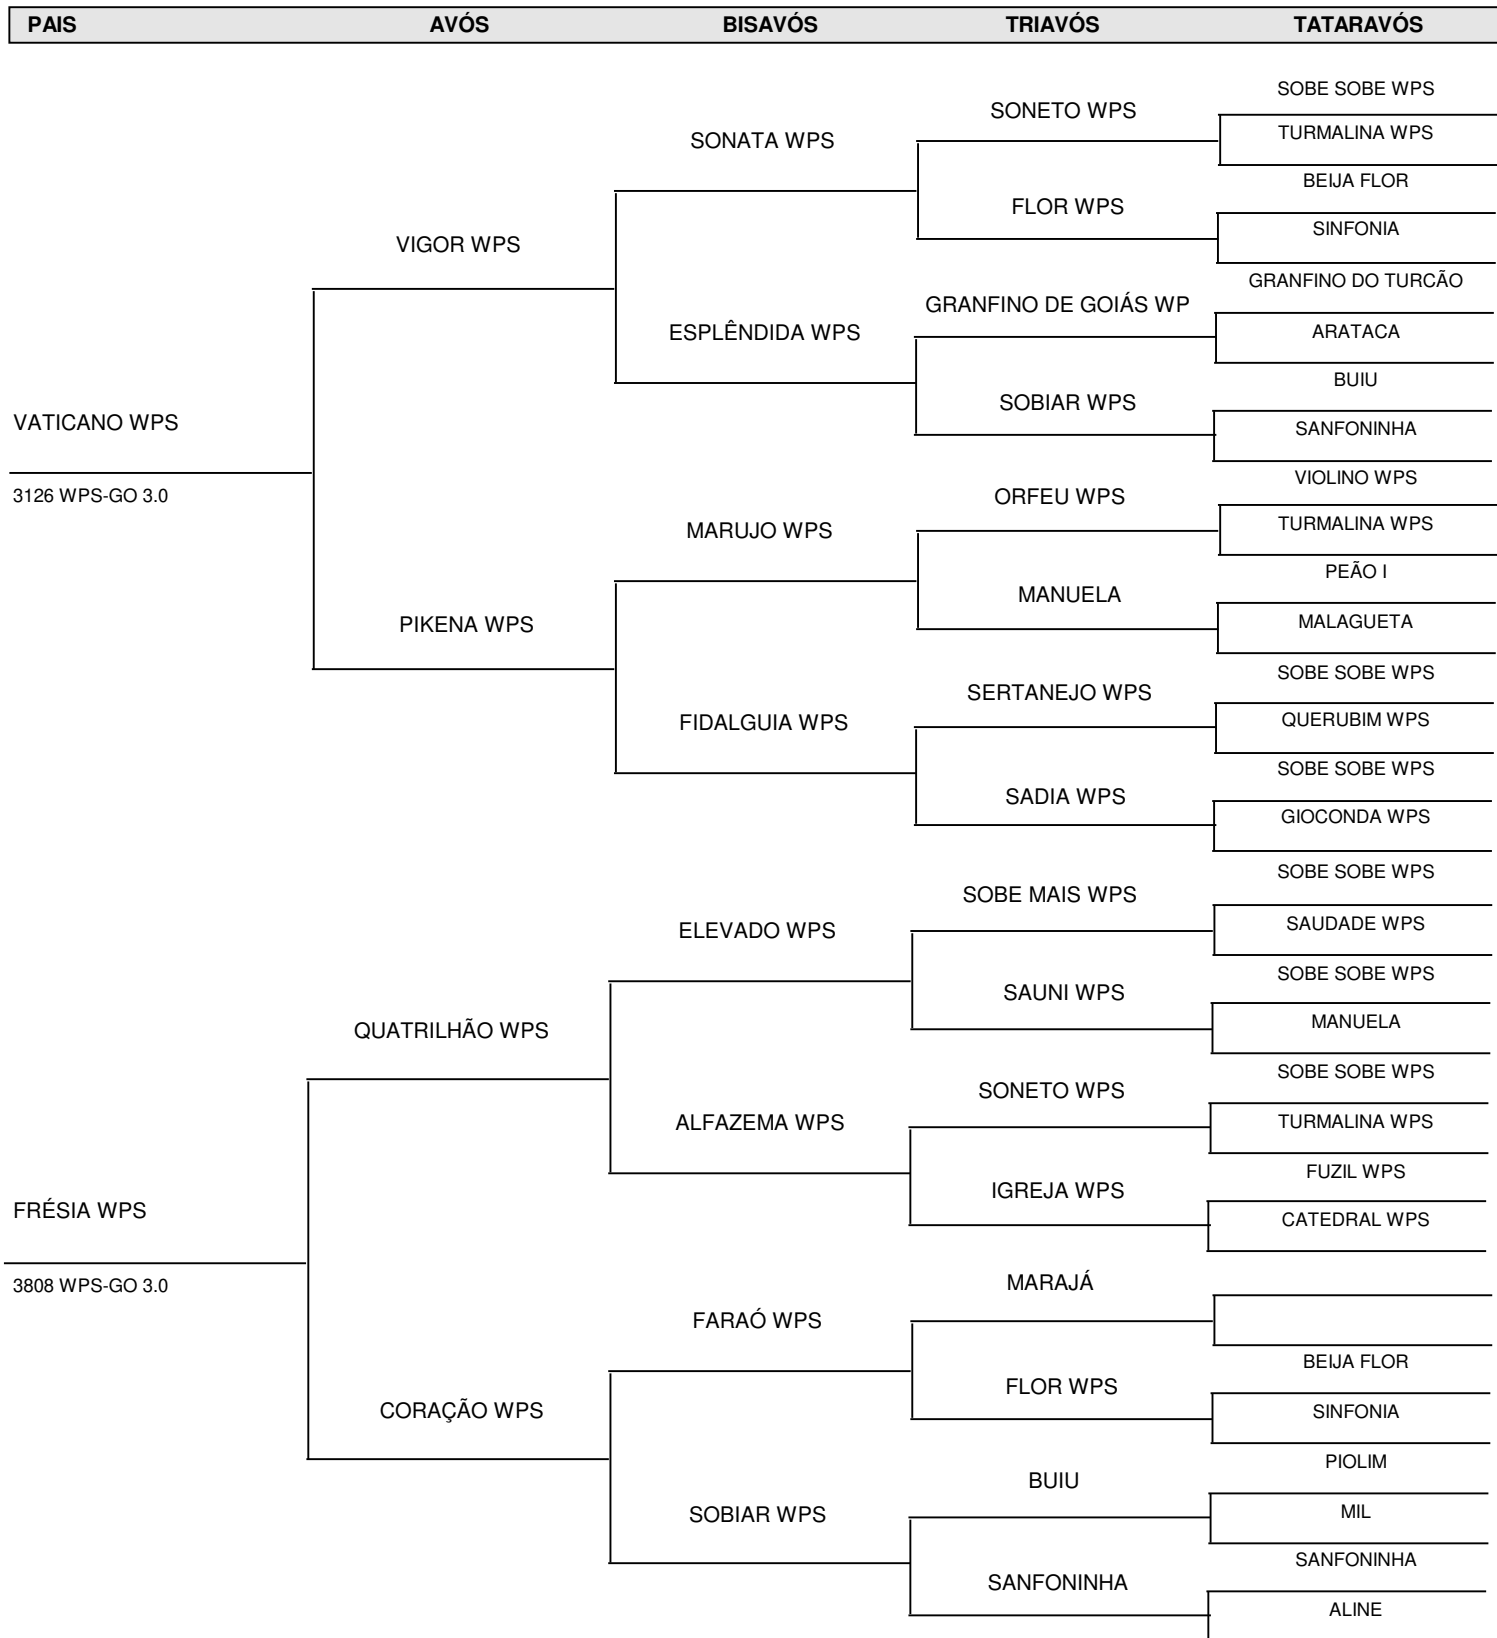 PAIS AVÓS BISAVÓS TRIAVÓS TATARAVÓS
SOBE SOBE WPS
SONETO WPS
TURMALINA WPS
SONATA WPS
BEIJA FLOR
FLOR WPS
SINFONIA
VIGOR WPS
GRANFINO DO TURCÃO
GRANFINO DE GOIÁS WP
ARATACA
ESPLÊNDIDA WPS
BUIU
SOBIAR WPS
VATICANO WPS
SANFONINHA
VIOLINO WPS
3126 WPS-GO 3.0
ORFEU WPS
TURMALINA WPS
MARUJO WPS
PEÃO I
MANUELA
MALAGUETA
PIKENA WPS
SOBE SOBE WPS
SERTANEJO WPS
QUERUBIM WPS
FIDALGUIA WPS
SOBE SOBE WPS
SADIA WPS
GIOCONDA WPS
SOBE SOBE WPS
SOBE MAIS WPS
SAUDADE WPS
ELEVADO WPS
SOBE SOBE WPS
SAUNI WPS
MANUELA
QUATRILHÃO WPS
SOBE SOBE WPS
SONETO WPS
TURMALINA WPS
ALFAZEMA WPS
FUZIL WPS
IGREJA WPS
FRÉSIA WPS
CATEDRAL WPS
3808 WPS-GO 3.0
MARAJÁ
FARAÓ WPS
BEIJA FLOR
FLOR WPS
CORAÇÃO WPS
SINFONIA
PIOLIM
BUIU
MIL
SOBIAR WPS
SANFONINHA
SANFONINHA
ALINE